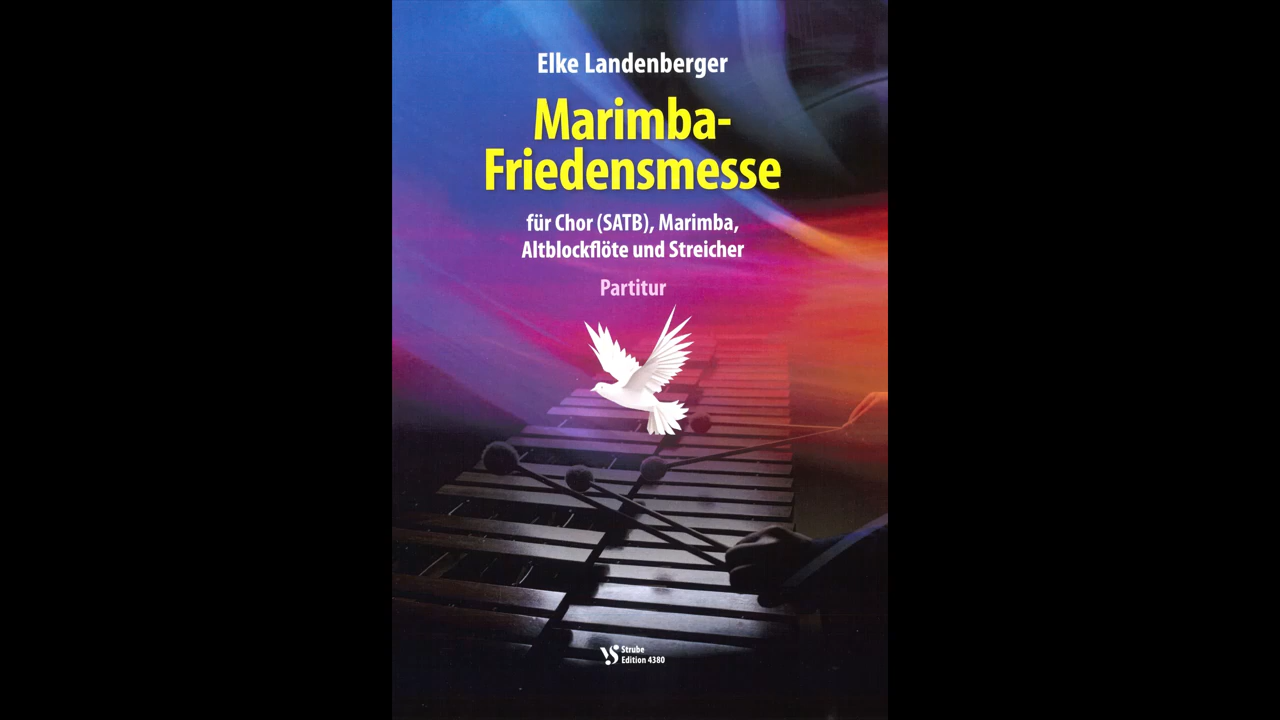 Elke Landenberger
Marimba-
Friedensmesse
für Chor (SATB), Marimba,
Altblockflöte und Streicher
Partitur
Strube
Edition 4380